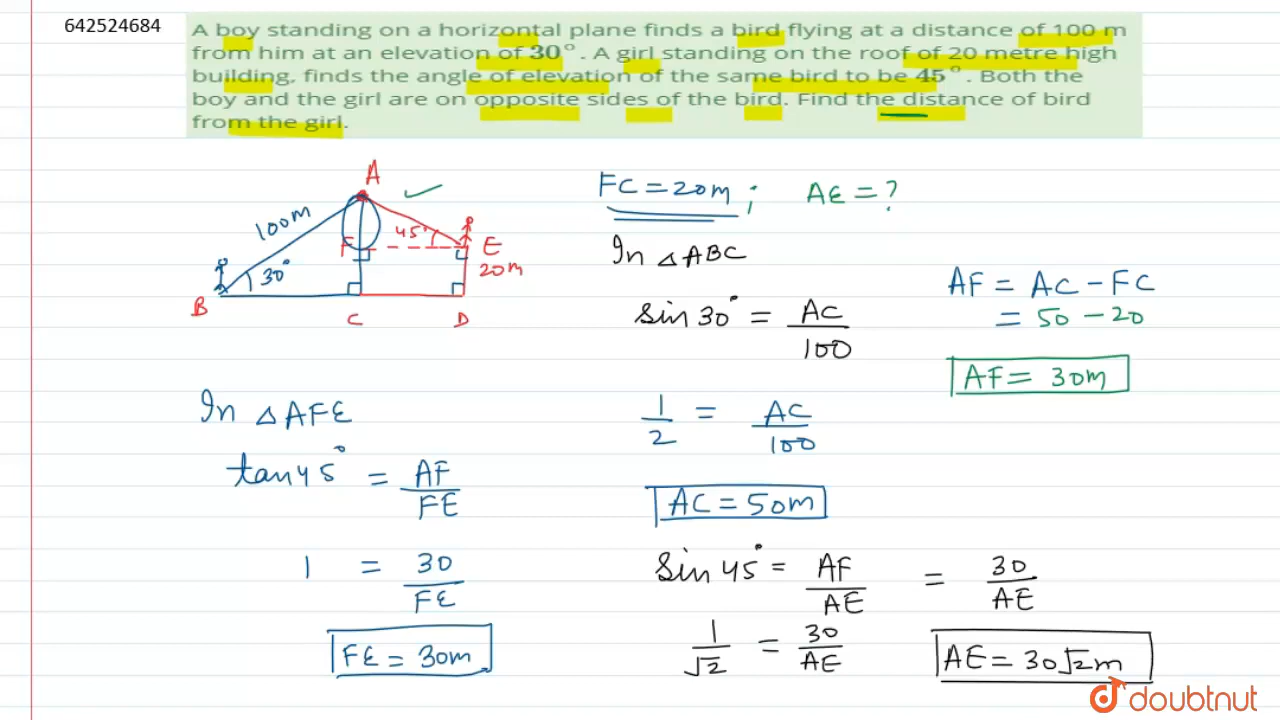 642524684
A boy standing on a horizontal plane finds a bird flying at a distance of 100 m
from him at an elevation of 30°. A girl standing on the roof of 20 metre high
building, finds the angle of elevation of the same bird to be 45°. Both the
boy and the girl are on opposite sides of the bird. Find the distance of bird
from the girl.
A
100m
45°
F
E
30°
20m
B
C
D
FC = 20m ; AE = ?
In △ABC
sin 30° = AC/100
1/2 = AC/100
AC = 50m
AF = AC - FC
= 50 - 20
AF = 30m
In △AFE
tan 45° = AF/FE
1 = 30/FE
FE = 30m
sin 45° = AF/AE = 30/AE
1/√2 = 30/AE
AE = 30√2m
doubtnut